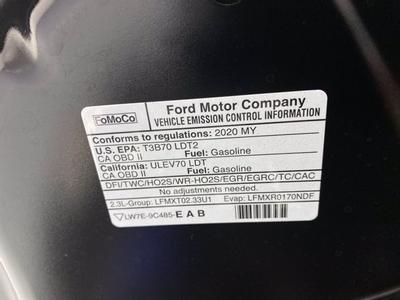 FoMoCo
Ford Motor Company
VEHICLE EMISSION CONTROL INFORMATION
Conforms to regulations: 2020 MY
U.S. EPA: T3B70 LDT2
CA OBD II Fuel: Gasoline
California: ULEV70 LDT
CA OBD II Fuel: Gasoline
DFI/TWC/HO2S/WR-HO2S/EGR/EGRC/TC/CAC
No adjustments needed.
2.3L-Group: LFMXT02.33U1 Evap: LFMXR0170NDF
LW7E-9C485-E A B